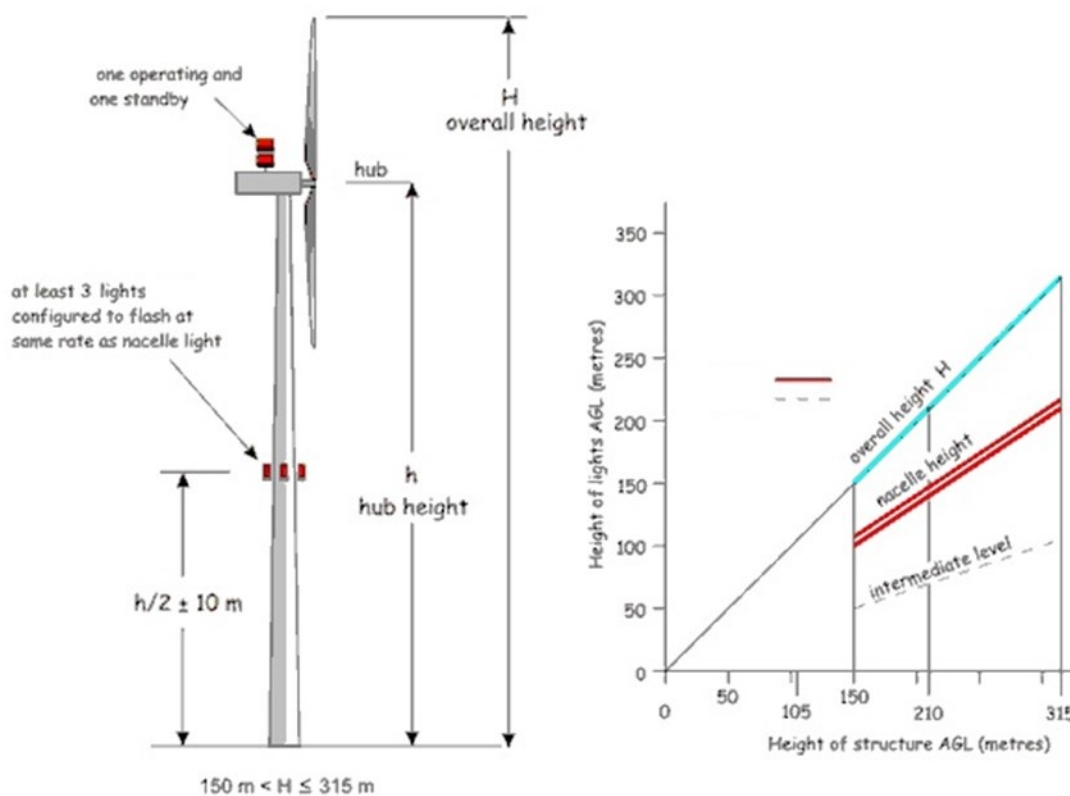 one operating and
one standby
H
overall height
hub
at least 3 lights
configured to flash at
same rate as nacelle light
h
hub height
h/2 ± 10 m
150 m < H ≤ 315 m
Height of lights AGL (metres)
350
300
250
200
150
100
50
0
overall height H
nacelle height
intermediate level
0
50
105
150
210
315
Height of structure AGL (metres)